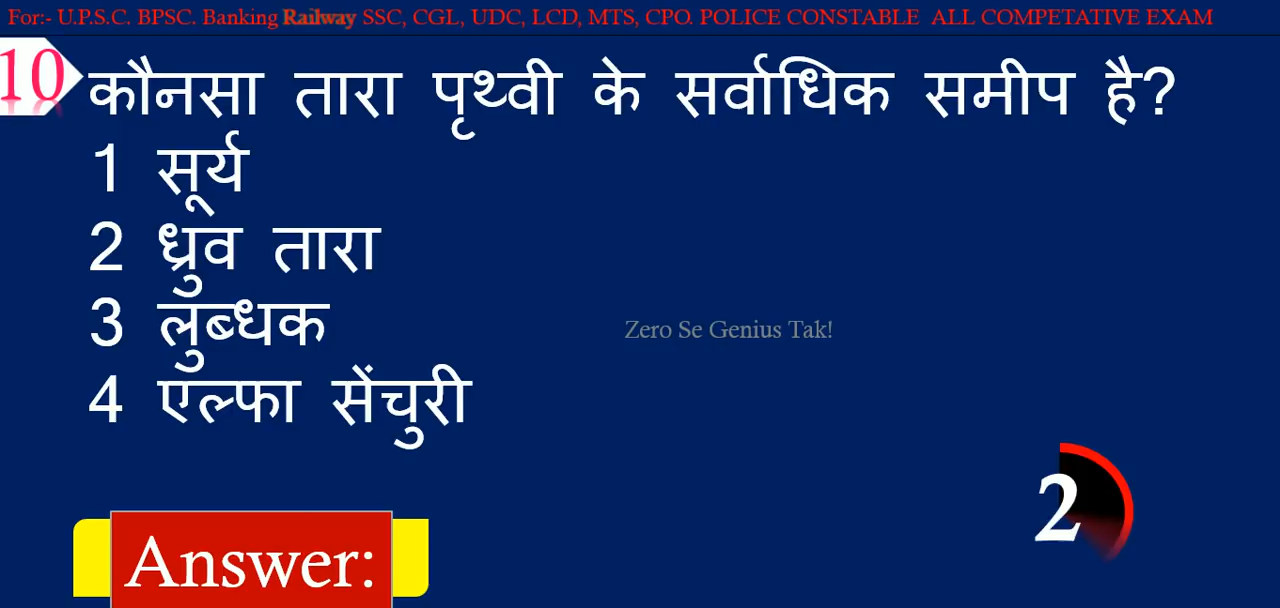 For:- U.P.S.C. BPSC. Banking Railway SSC, CGL, UDC, LCD, MTS, CPO. POLICE CONSTABLE ALL COMPETATIVE EXAM
10 कौनसा तारा पृथ्वी के सर्वाधिक समीप है?
1 सूर्य
2 ध्रुव तारा
3 लुब्धक
Zero Se Genius Tak!
4 एल्फा सेंचुरी
2
Answer: